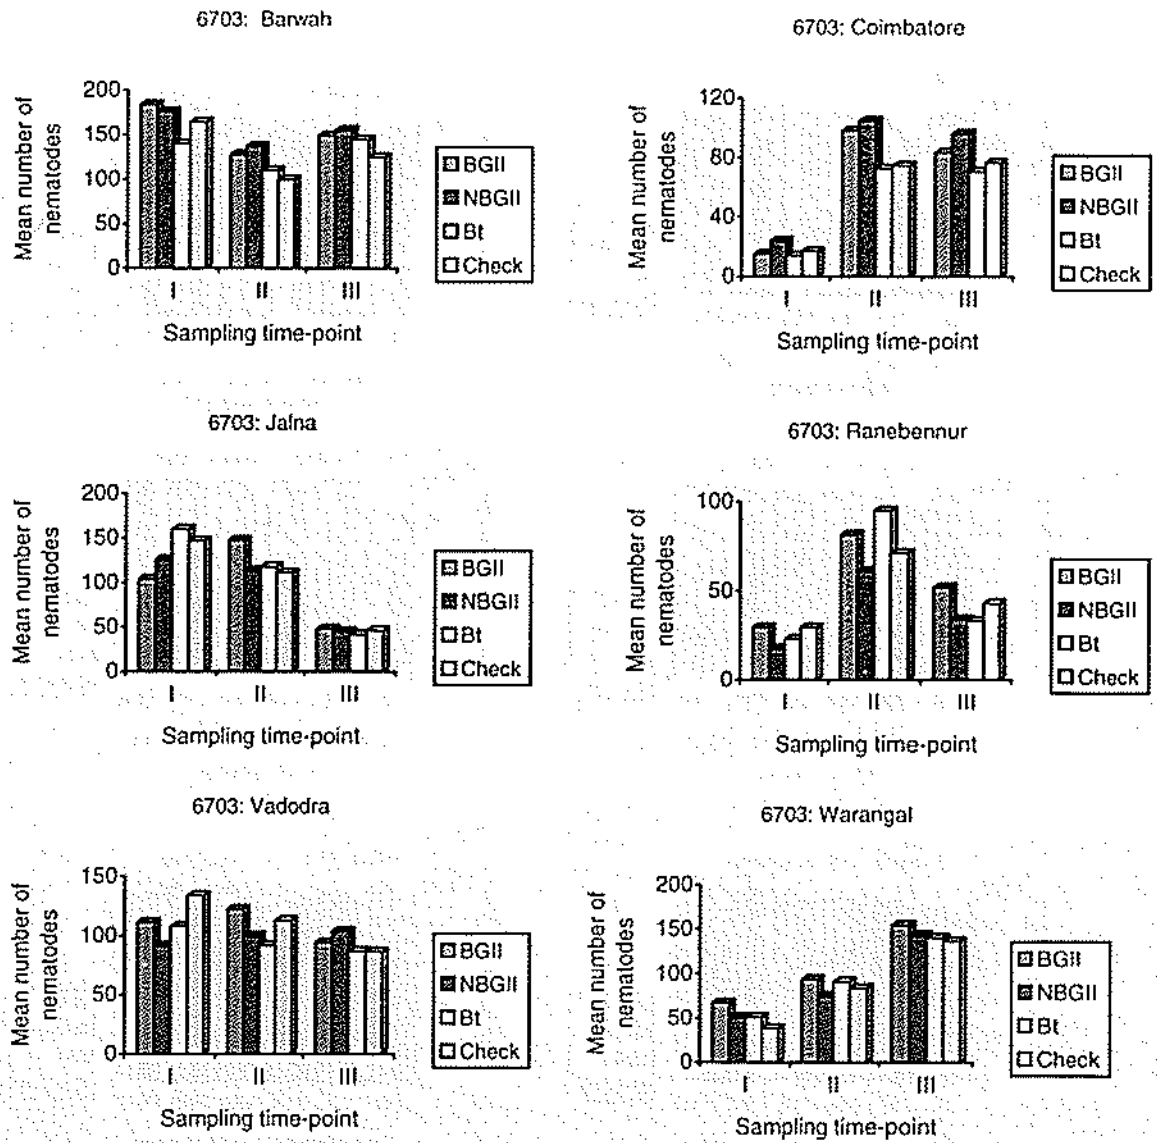 6703: Barwah
Mean number of
nematodes
200
150
100
50
0
I II III
Sampling time-point
BGII
NBGII
Bt
Check
6703: Coimbatore
Mean number of
nematodes
120
80
40
0
I II III
Sampling time-point
BGII
NBGII
Bt
Check
6703: Jalna
Mean number of
nematodes
200
150
100
50
0
I II III
Sampling time-point
BGII
NBGII
Bt
Check
6703: Ranebennur
Mean number of
nematodes
100
50
0
I II III
Sampling time-point
BGII
NBGII
Bt
Check
6703: Vadodra
Mean number of
nematodes
150
100
50
0
I II III
Sampling time-point
BGII
NBGII
Bt
Check
6703: Warangal
Mean number of
nematodes
200
150
100
50
0
I II III
Sampling time-point
BGII
NBGII
Bt
Check